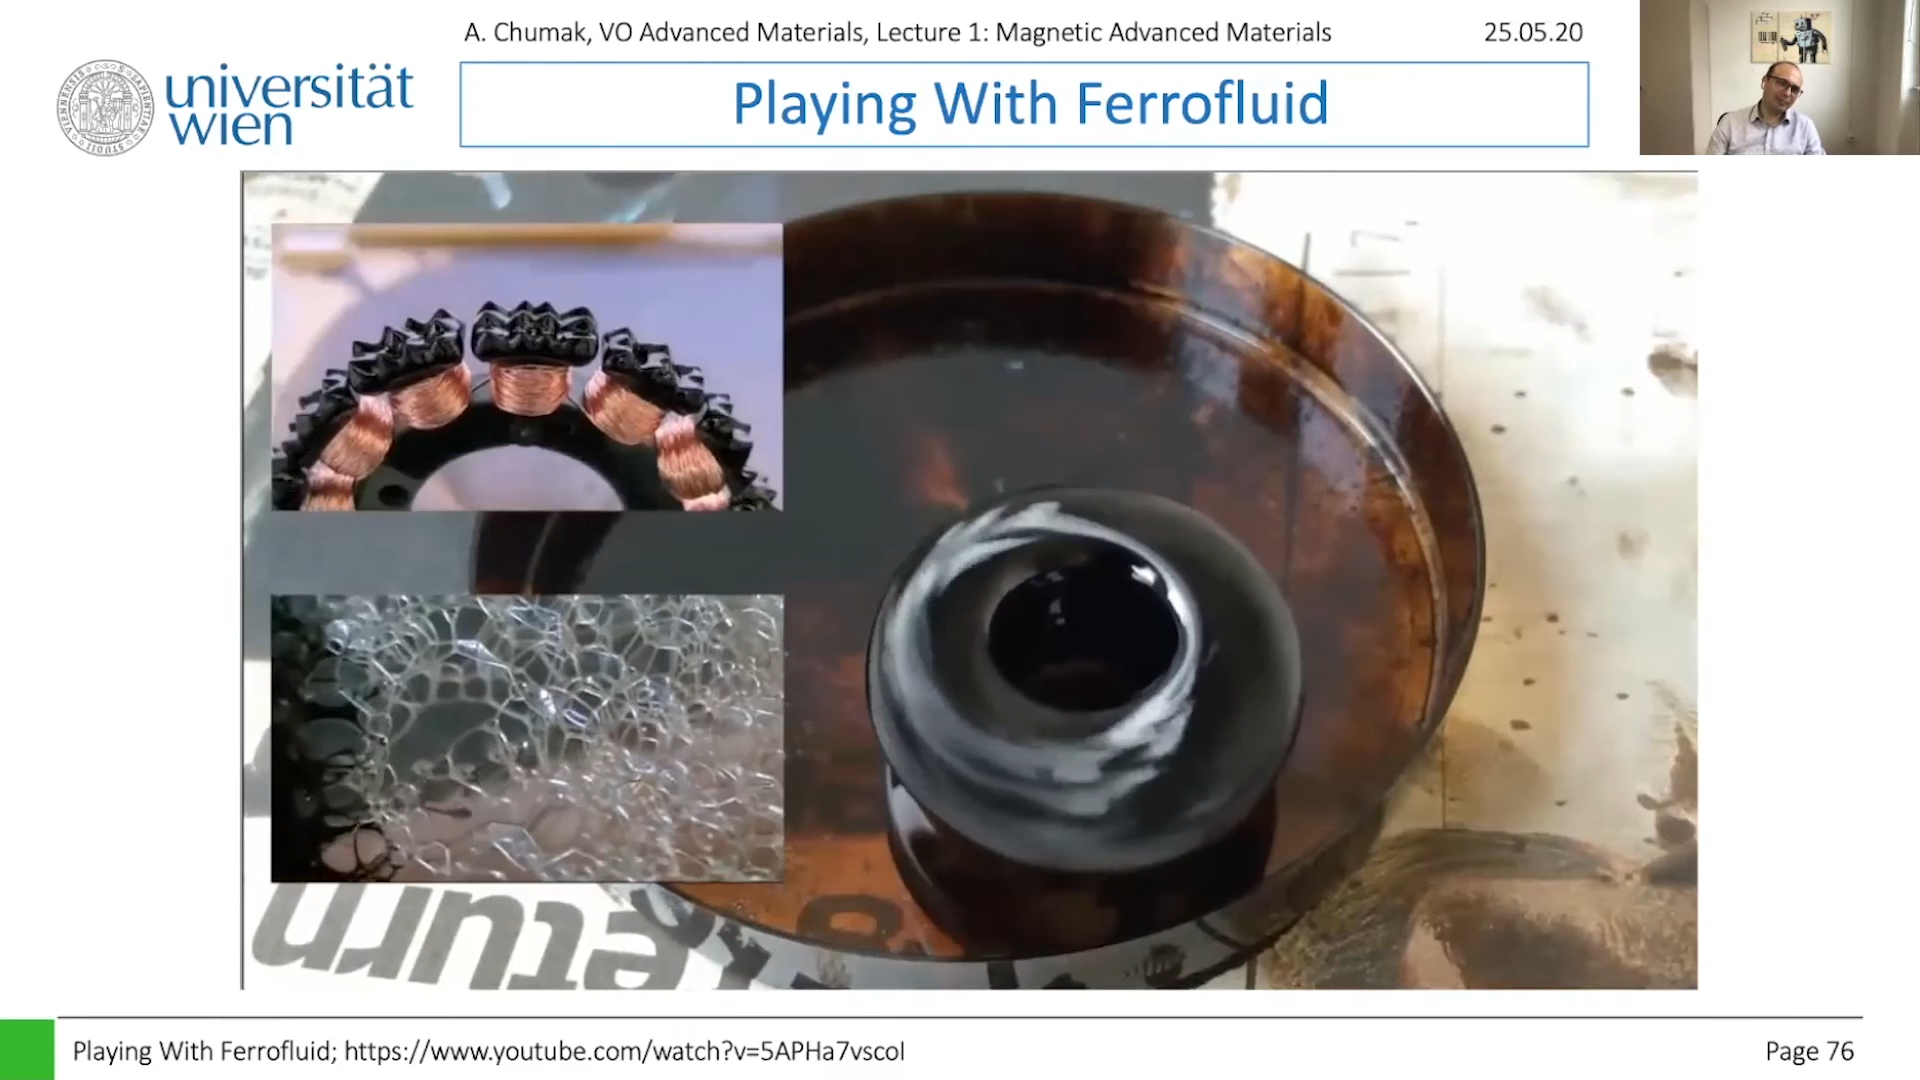 A. Chumak, VO Advanced Materials, Lecture 1: Magnetic Advanced Materials
25.05.20
universität
wien
Playing With Ferrofluid
Playing With Ferrofluid; https://www.youtube.com/watch?v=5APHa7vscoI
Page 76